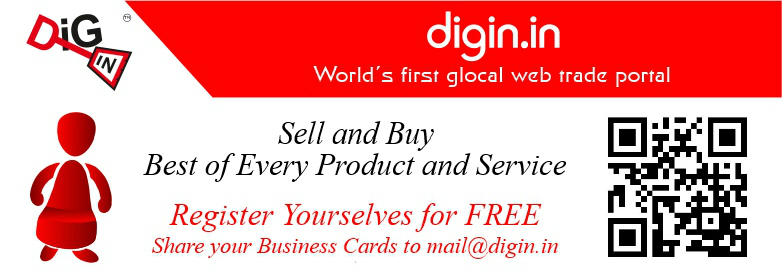 DiG
IN
TM
digin.in
World's first glocal web trade portal
Sell and Buy
Best of Every Product and Service
Register Yourselves for FREE
Share your Business Cards to mail@digin.in